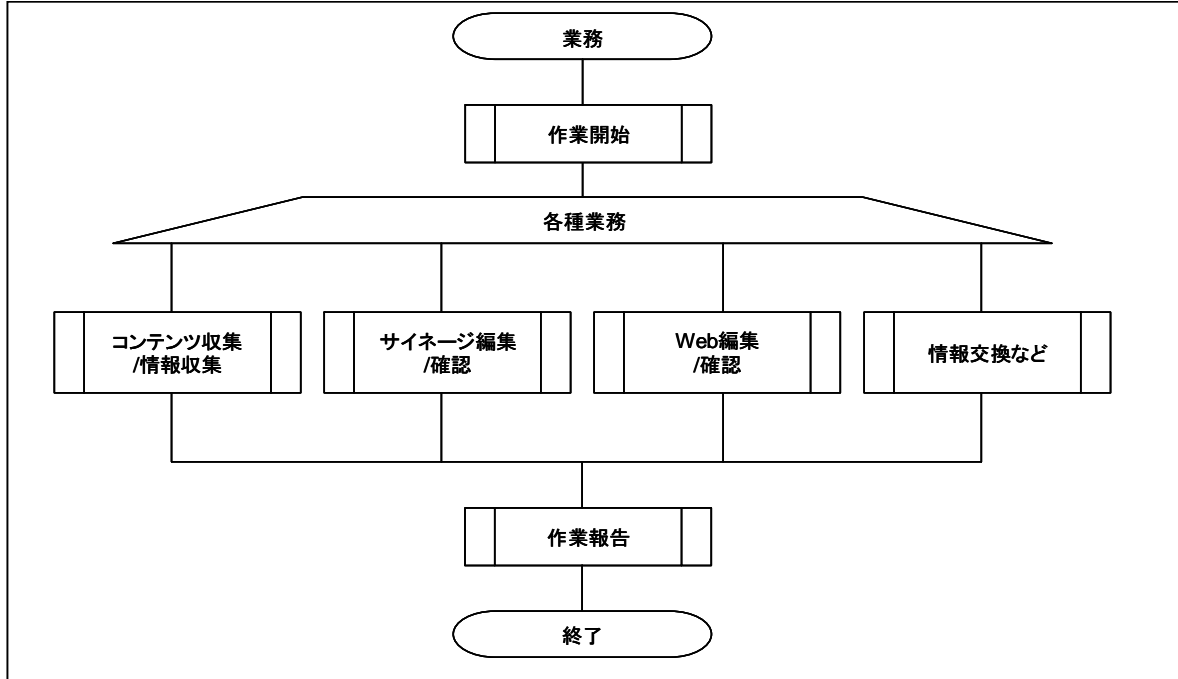 業務
作業開始
各種業務
コンテンツ収集
/情報収集
サイネージ編集
/確認
Web編集
/確認
情報交換など
作業報告
終了